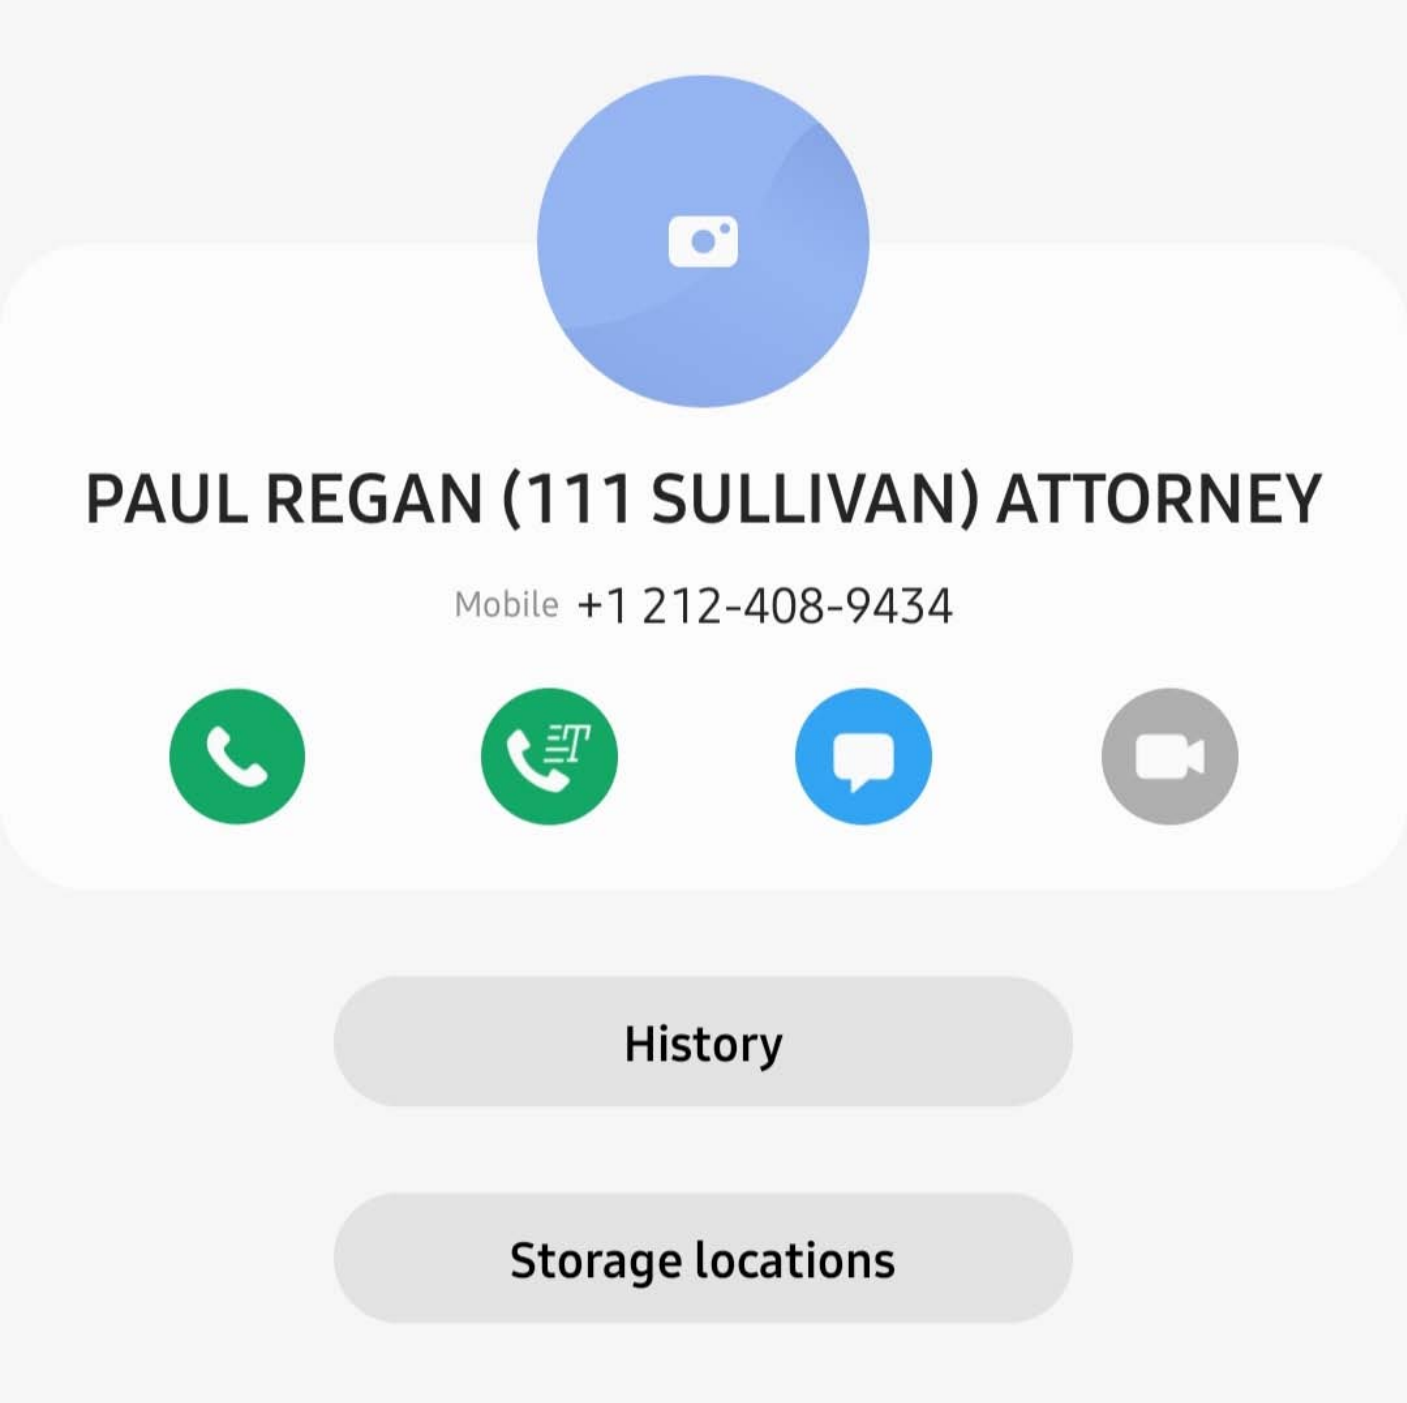 PAUL REGAN (111 SULLIVAN) ATTORNEY
Mobile +1 212-408-9434
History
Storage locations